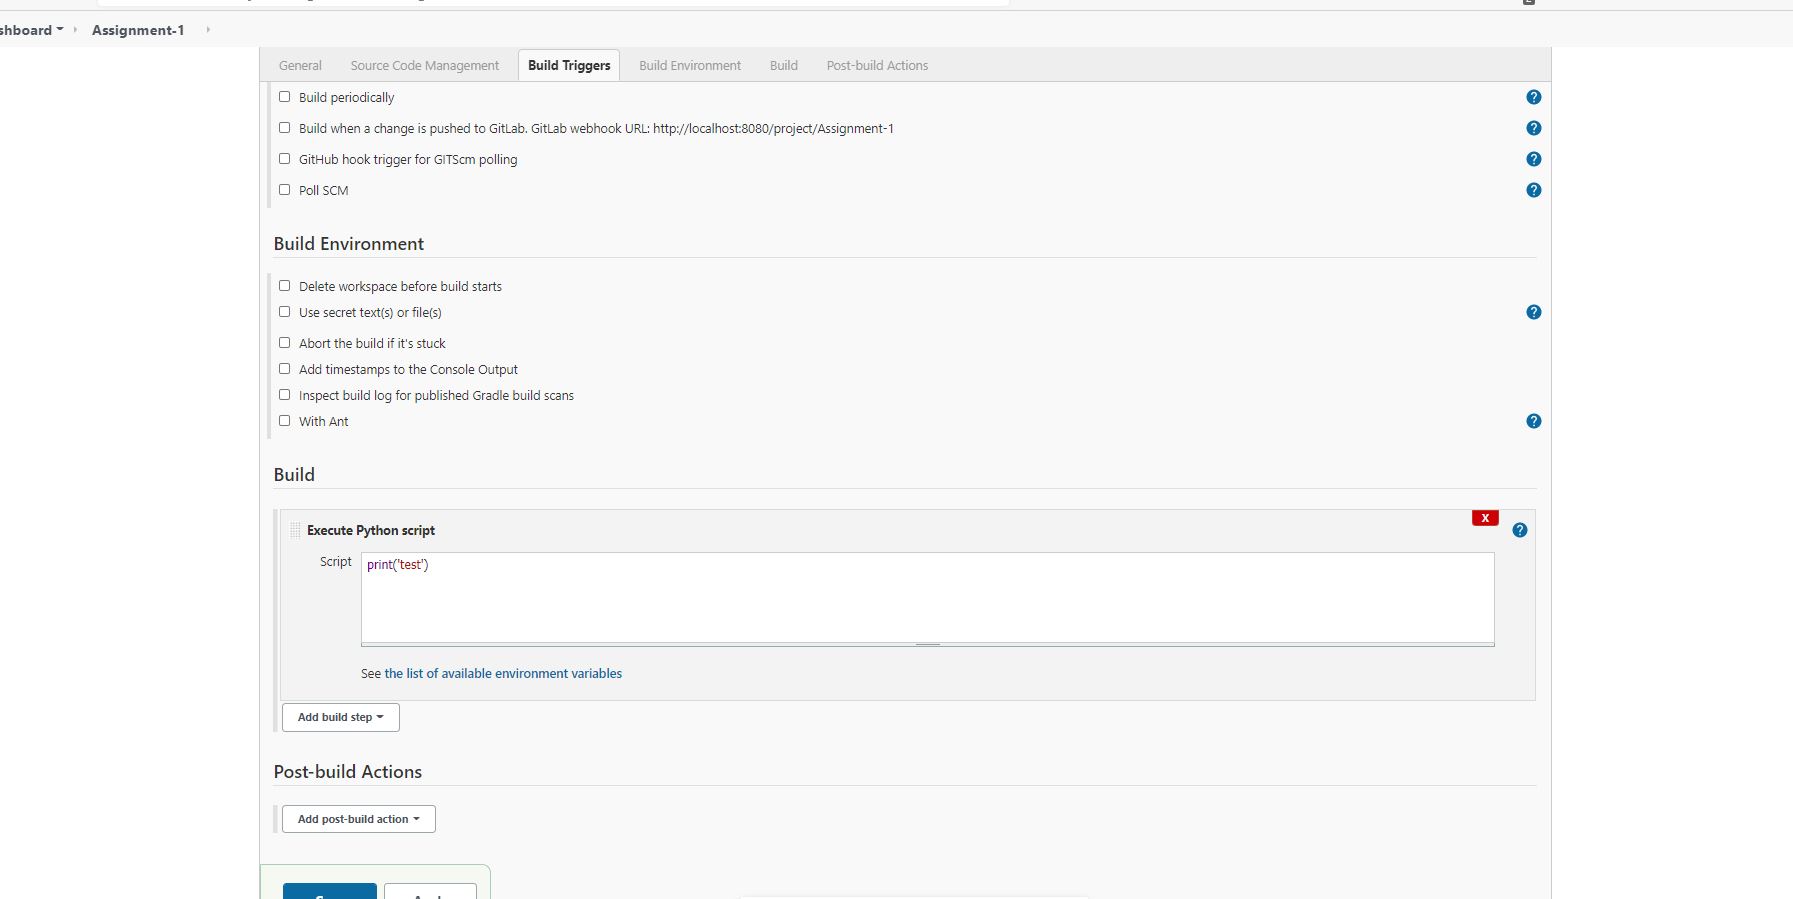 Assignment-1
General Source Code Management Build Triggers Build Environment Build Post-build Actions
Build periodically
Build when a change is pushed to GitLab. GitLab webhook URL: http://localhost:8080/project/Assignment-1
GitHub hook trigger for GITScm polling
Poll SCM
Build Environment
Delete workspace before build starts
Use secret text(s) or file(s)
Abort the build if it's stuck
Add timestamps to the Console Output
Inspect build log for published Gradle build scans
With Ant
Build
X
Execute Python script
Script
print('test')
See the list of available environment variables
Add build step
Post-build Actions
Add post-build action